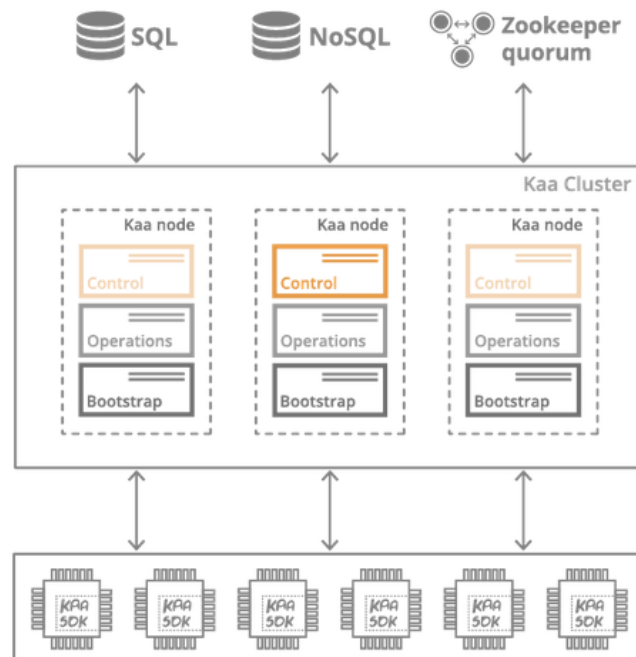 SQL
NoSQL
Zookeeper
quorum
Kaa Cluster
Kaa node
Control
Operations
Bootstrap
Kaa node
Control
Operations
Bootstrap
Kaa node
Control
Operations
Bootstrap
KAA
SDK
KAA
SDK
KAA
SDK
KAA
SDK
KAA
SDK
KAA
SDK